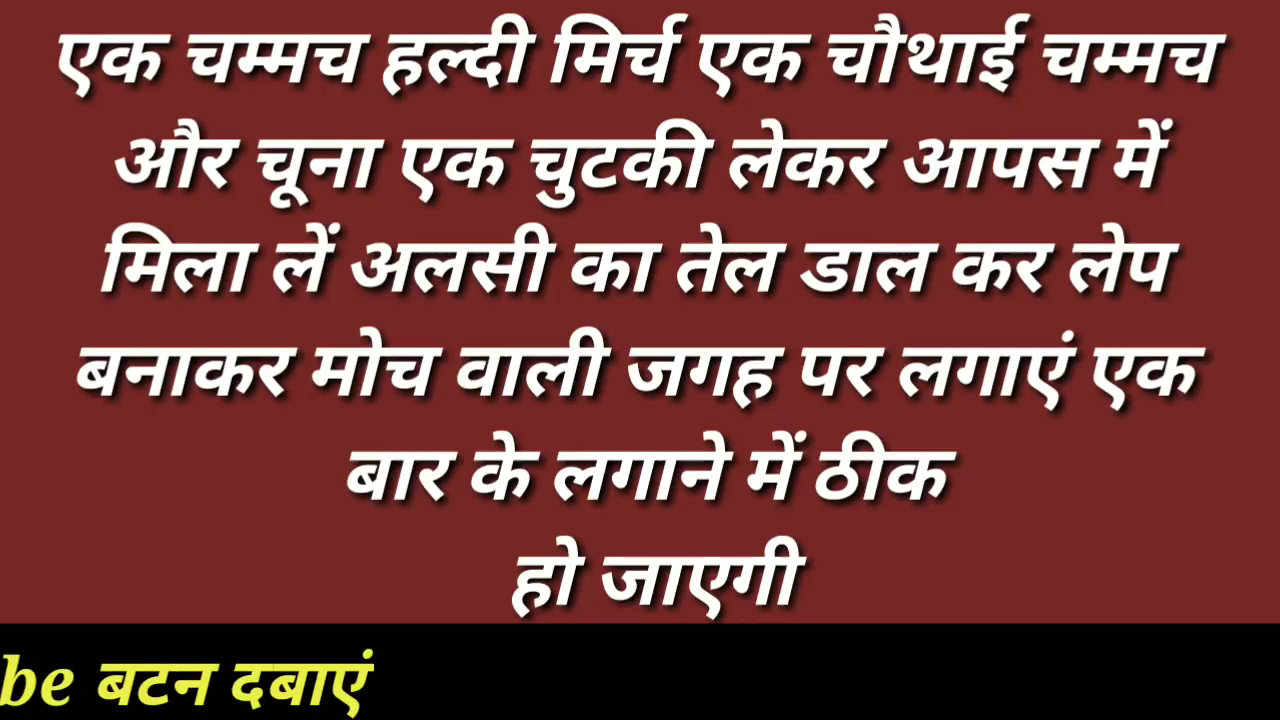 एक चम्मच हल्दी मिर्च एक चौथाई चम्मच
और चूना एक चुटकी लेकर आपस में
मिला लें अलसी का तेल डाल कर लेप
बनाकर मोच वाली जगह पर लगाएं एक
बार के लगाने में ठीक
हो जाएगी
be बटन दबाएं